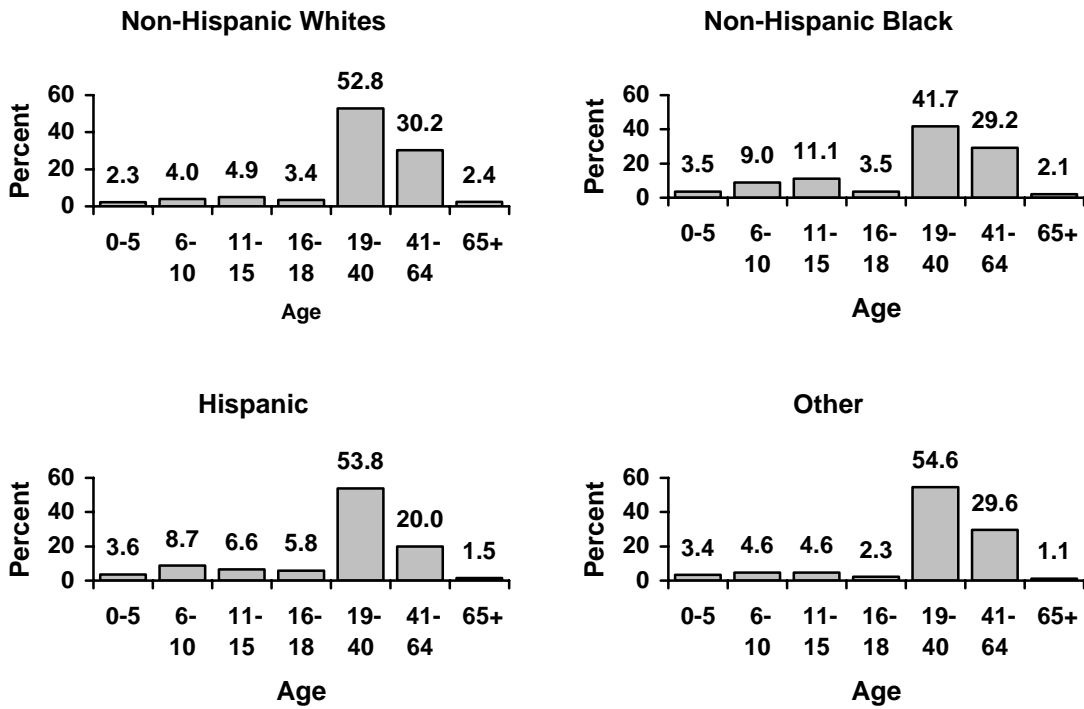 Non-Hispanic Whites
Percent
60
40
20
0
2.3 4.0 4.9 3.4 52.8 30.2 2.4
0-5 6- 11- 16- 19- 41- 65+
10 15 18 40 64
Age
Non-Hispanic Black
Percent
60
40
20
0
3.5 9.0 11.1 3.5 41.7 29.2 2.1
0-5 6- 11- 16- 19- 41- 65+
10 15 18 40 64
Age
Hispanic
Percent
60
40
20
0
3.6 8.7 6.6 5.8 53.8 20.0 1.5
0-5 6- 11- 16- 19- 41- 65+
10 15 18 40 64
Age
Other
Percent
60
40
20
0
3.4 4.6 4.6 2.3 54.6 29.6 1.1
0-5 6- 11- 16- 19- 41- 65+
10 15 18 40 64
Age